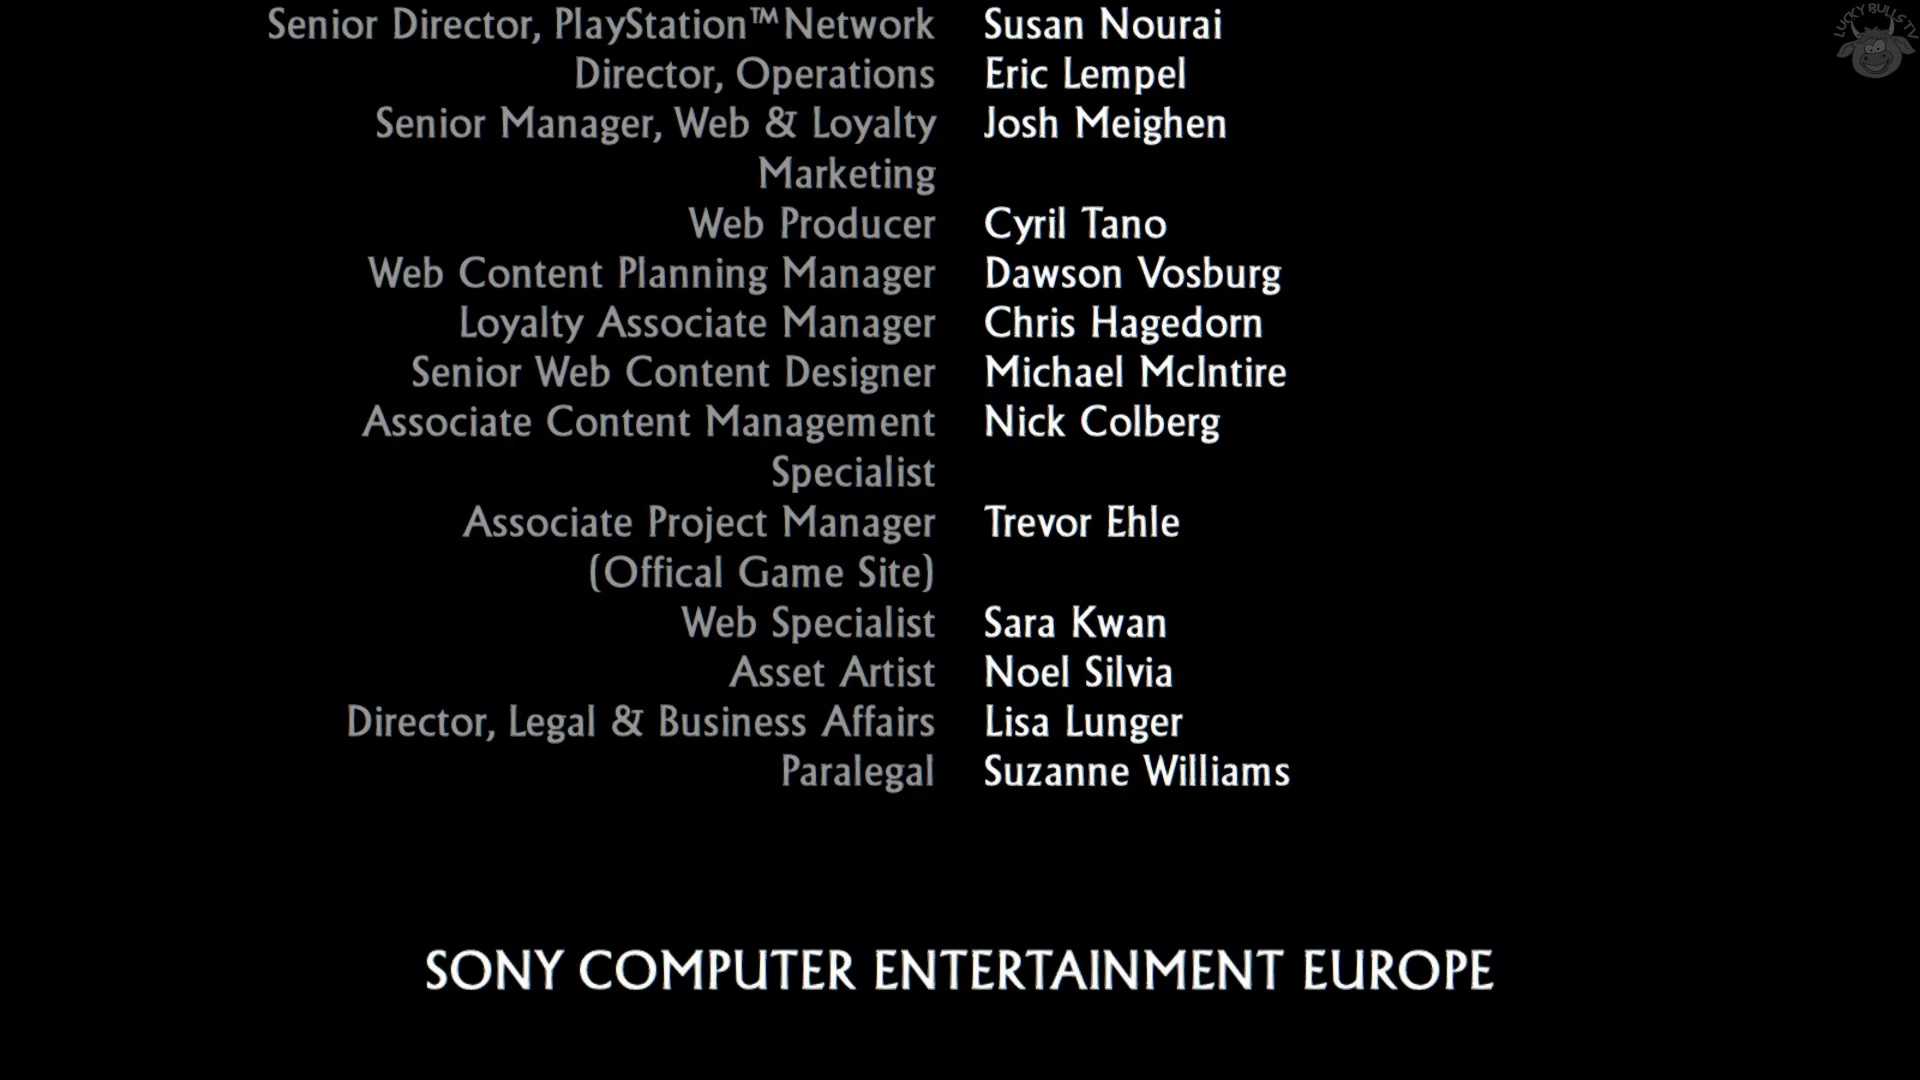 LUCKY BULLS TV
Senior Director, PlayStation™Network Susan Nourai
Director, Operations Eric Lempel
Senior Manager, Web & Loyalty Josh Meighen
Marketing
Web Producer Cyril Tano
Web Content Planning Manager Dawson Vosburg
Loyalty Associate Manager Chris Hagedorn
Senior Web Content Designer Michael McIntire
Associate Content Management Nick Colberg
Specialist
Associate Project Manager Trevor Ehle
(Offical Game Site)
Web Specialist Sara Kwan
Asset Artist Noel Silvia
Director, Legal & Business Affairs Lisa Lunger
Paralegal Suzanne Williams
SONY COMPUTER ENTERTAINMENT EUROPE